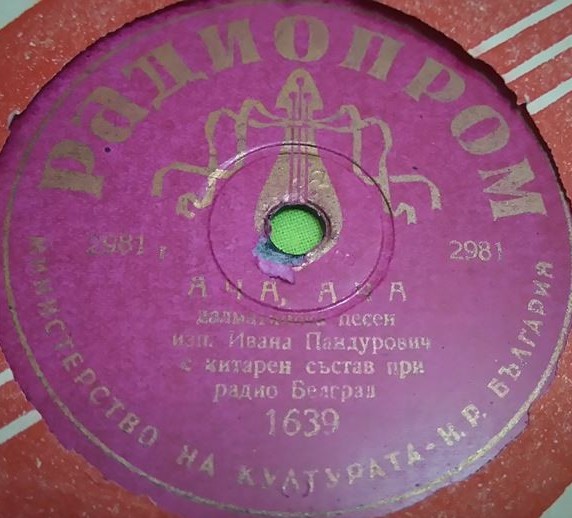 РАДИОПРОМ
2981 г
2981
АЧА, АЧА
песен
изп. Ивана Пандурович
с китарен състав при
радио Белград
1639
МИНИСТЕРСТВО НА КУЛТУРАТА - Н.Р. БЪЛГАРИЯ